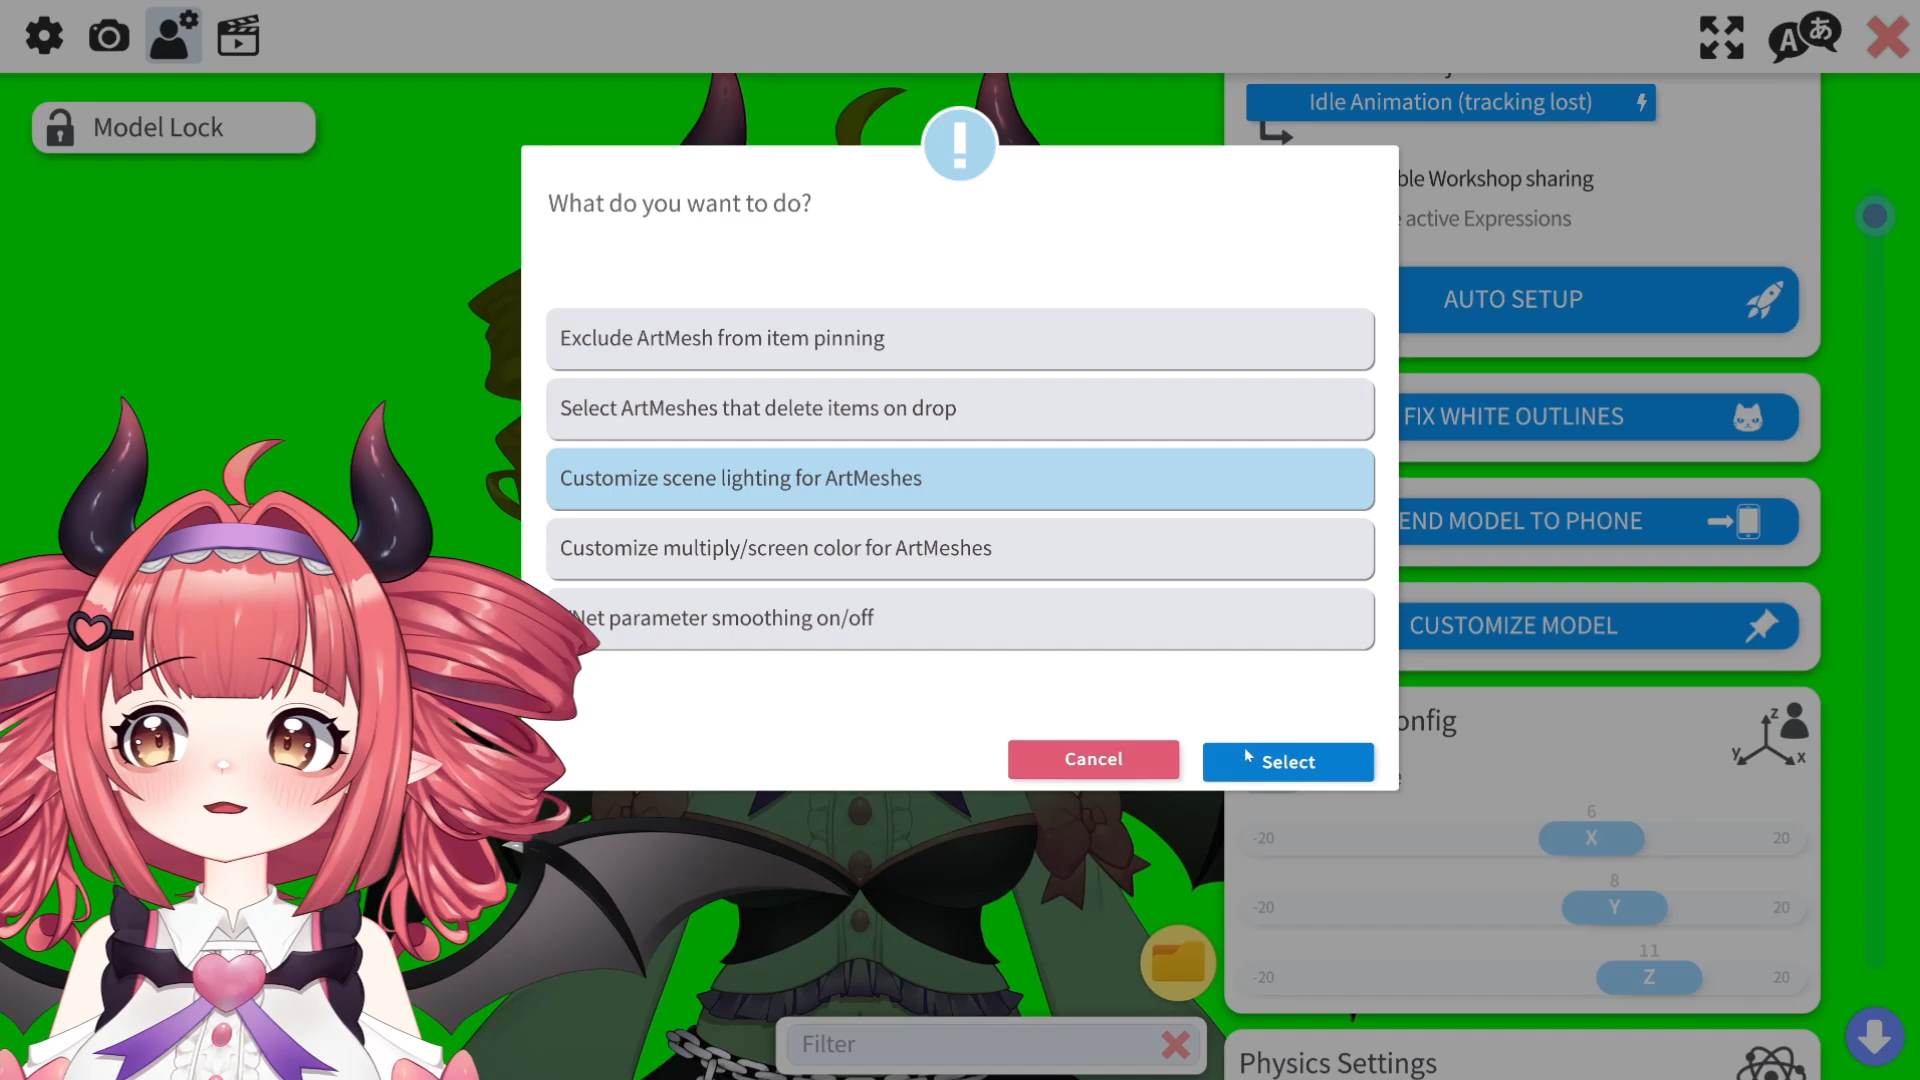 Model Lock
Idle Animation (tracking lost)
What do you want to do?
ble Workshop sharing
active Expressions
Exclude ArtMesh from item pinning
AUTO SETUP
Select ArtMeshes that delete items on drop
FIX WHITE OUTLINES
Customize scene lighting for ArtMeshes
Customize multiply/screen color for ArtMeshes
END MODEL TO PHONE
Net parameter smoothing on/off
CUSTOMIZE MODEL
onfig
Z
y
x
Cancel
Select
6
-20
X
20
8
-20
Y
20
11
-20
Z
20
Filter
Physics Settings
A あ